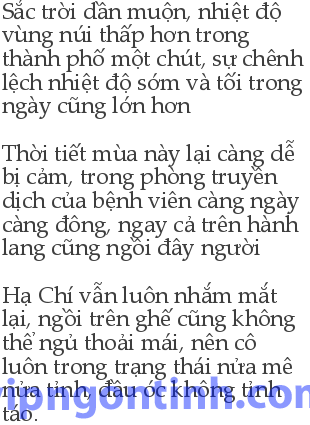 Sắc trời dần muộn, nhiệt độ
vùng núi thấp hơn trong
thành phố một chút, sự chênh
lệch nhiệt độ sớm và tối trong
ngày cũng lớn hơn
Thời tiết mùa này lại càng dễ
bị cảm, trong phòng truyền
dịch của bệnh viên càng ngày
càng đông, ngay cả trên hành
lang cũng ngồi đây người
Hạ Chí vẫn luôn nhắm mắt
lại, ngồi trên ghế cũng không
thể ngủ thoải mái, nên cô
luôn trong trạng thái nửa mê
nửa tỉnh, đầu óc không tỉnh
táo.
ipngontinh.com